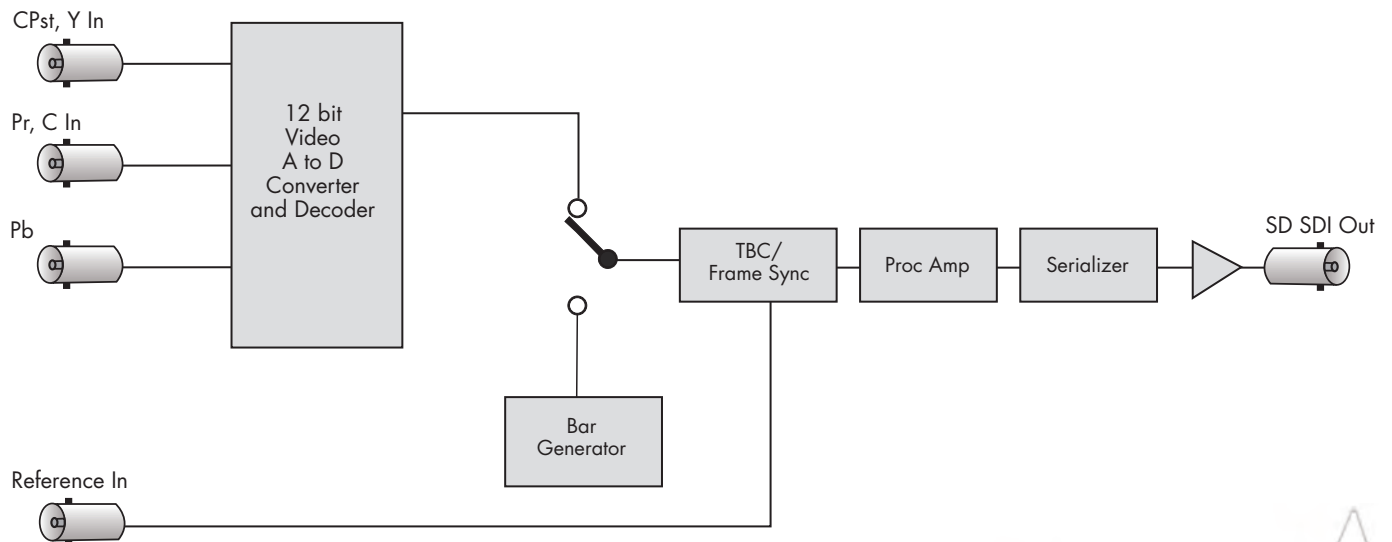 CPst, Y In
Pr, C In
Pb
12 bit
Video
A to D
Converter
and Decoder
TBC/
Frame Sync
Proc Amp
Serializer
SD SDI Out
Bar
Generator
Reference In